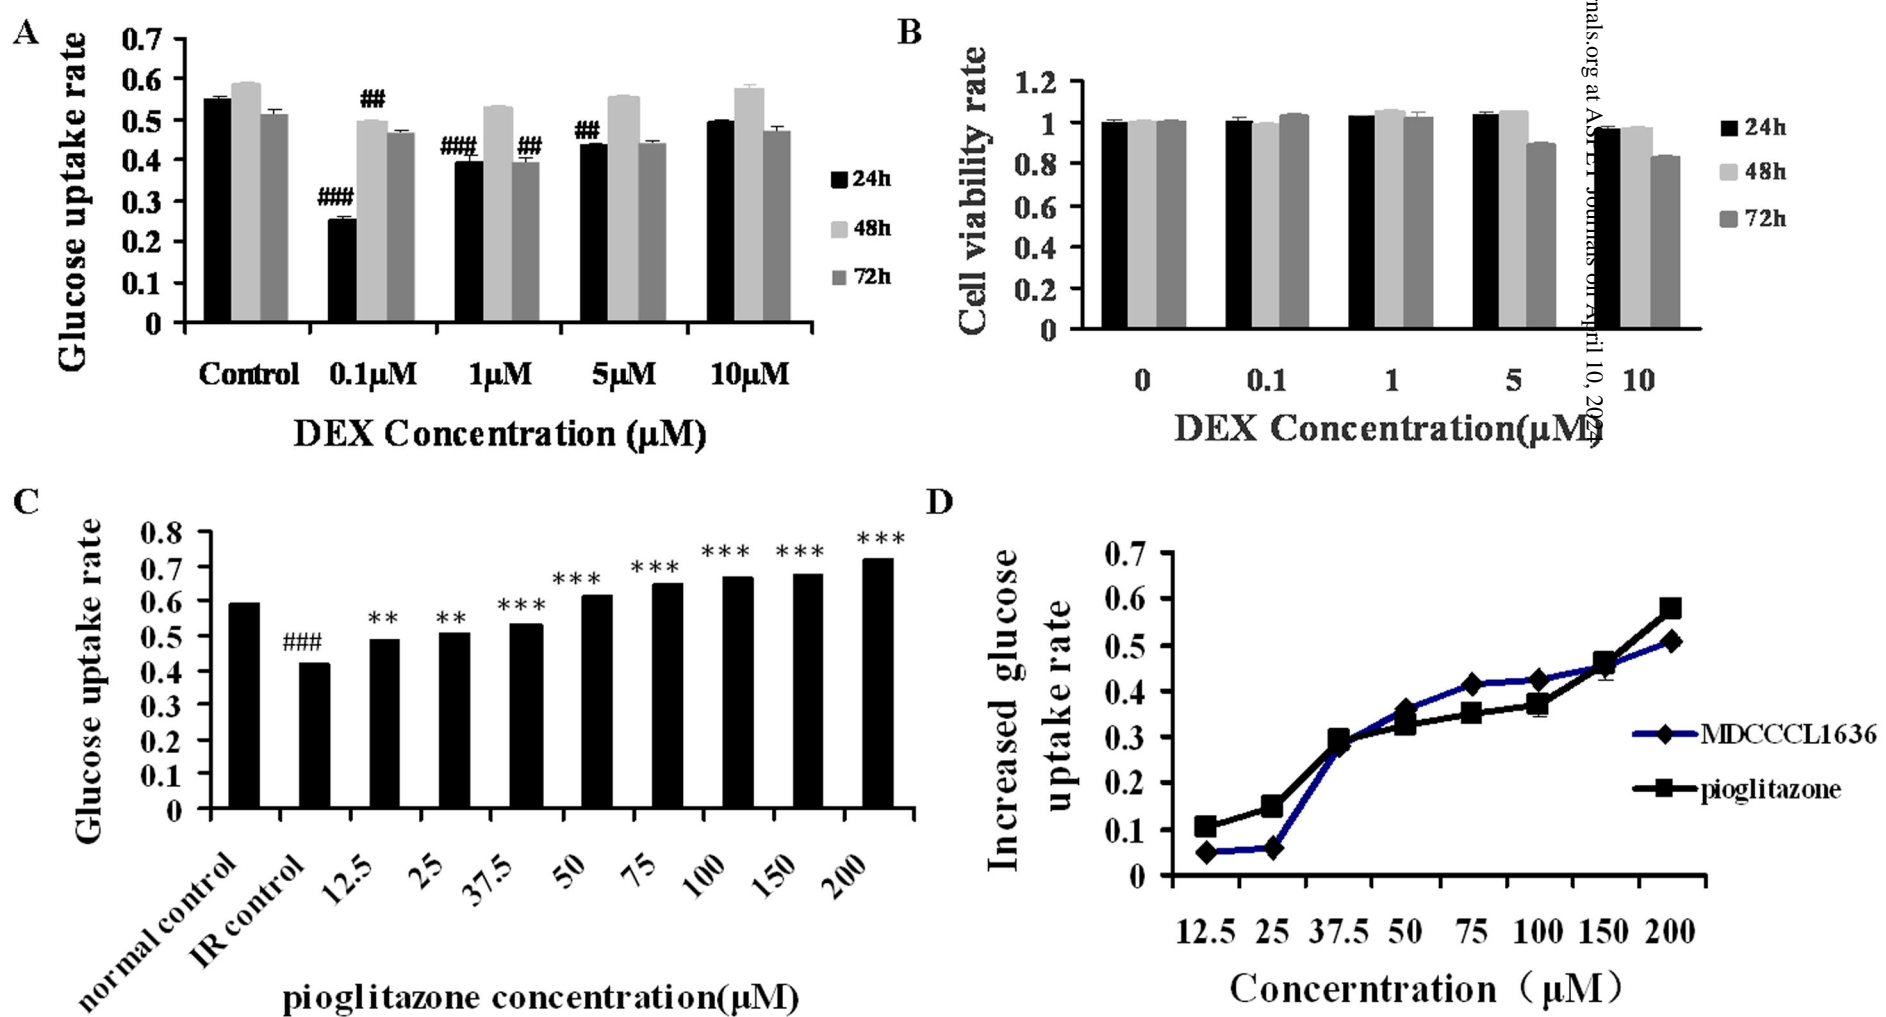 A
Glucose uptake rate
0.7
0.6
0.5
0.4
0.3
0.2
0.1
0
###
##
###
##
##
24h
48h
72h
Control 0.1μM 1μM 5μM 10μM
DEX Concentration (μM)
B
Cell viability rate
1.2
1
0.8
0.6
0.4
0.2
0
24h
48h
72h
0 0.1 1 5 10
DEX Concentration(μM)
nals.org at ASPET Journals on April 10, 2024
C
Glucose uptake rate
0.8
0.7
0.6
0.5
0.4
0.3
0.2
0.1
0
###
**
**
***
***
***
***
***
***
normal control
IR control
12.5
25
37.5
50
75
100
150
200
pioglitazone concentration(μM)
D
Increased glucose
uptake rate
0.7
0.6
0.5
0.4
0.3
0.2
0.1
0
MDCCCL1636
pioglitazone
12.5 25 37.5 50 75 100 150 200
Concerntration（μM）